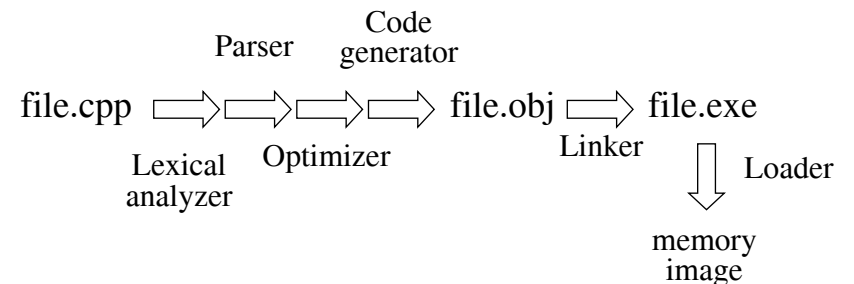 Code
Parser
generator
file.cpp
file.obj
file.exe
Lexical
analyzer
Optimizer
Linker
Loader
memory
image